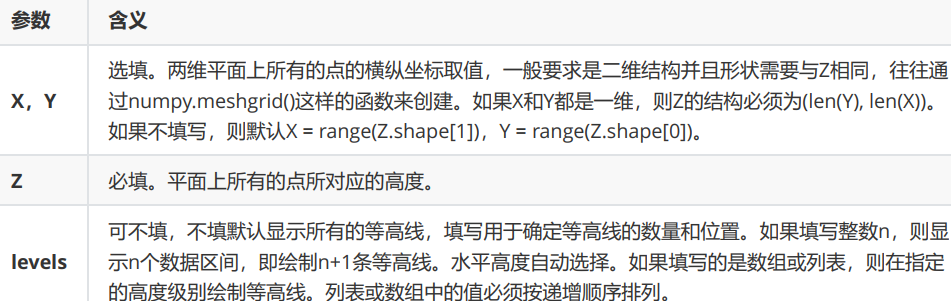 参数 含义
X，Y
选填。两维平面上所有的点的横纵坐标取值，一般要求是二维结构并且形状需要与Z相同，往往通
过numpy.meshgrid()这样的函数来创建。如果X和Y都是一维，则Z的结构必须为(len(Y), len(X))。
如果不填写，则默认X = range(Z.shape[1])，Y = range(Z.shape[0])。
Z 必填。平面上所有的点所对应的高度。
levels
可不填，不填默认显示所有的等高线，填写用于确定等高线的数量和位置。如果填写整数n，则显
示n个数据区间，即绘制n+1条等高线。水平高度自动选择。如果填写的是数组或列表，则在指定
的高度级别绘制等高线。列表或数组中的值必须按递增顺序排列。